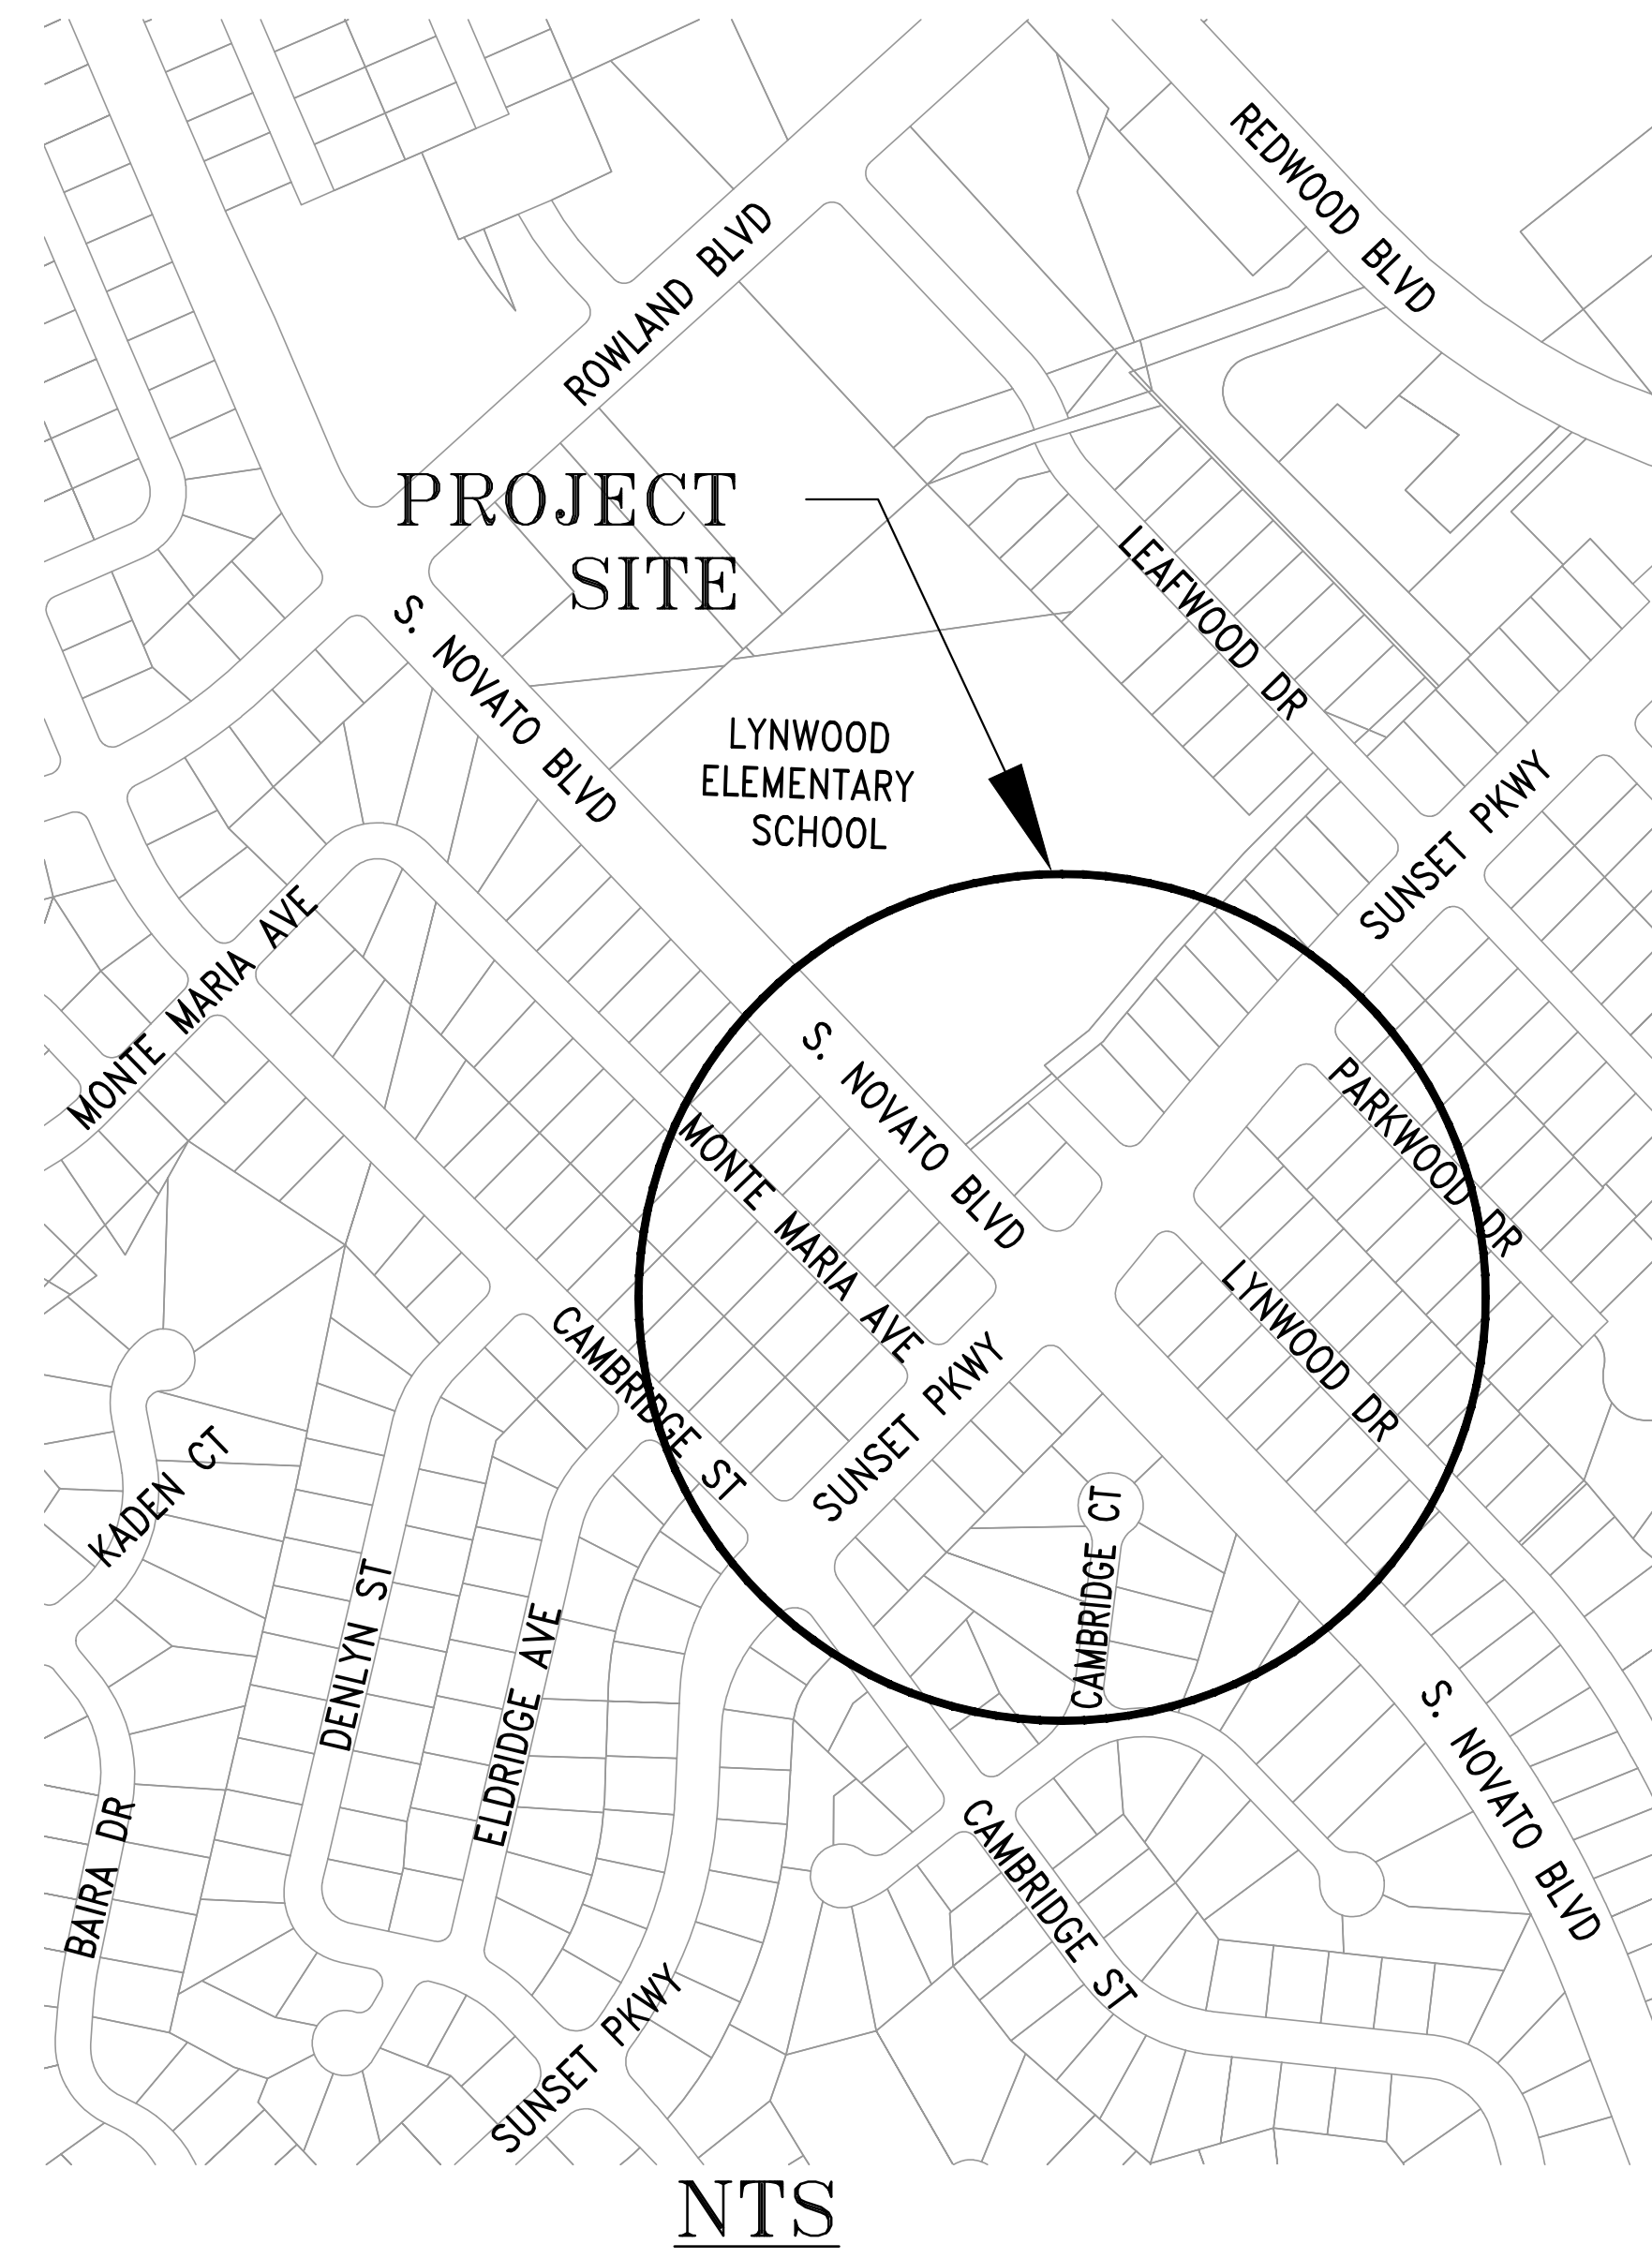 REDWOOD BLVD
ROWLAND BLVD
PROJECT
SITE
LEAFWOOD DR
S. NOVATO BLVD
LYNWOOD
ELEMENTARY
SCHOOL
SUNSET PKWY
MONTE MARIA AVE
S. NOVATO BLVD
PARKWOOD DR
MONTE MARIA AVE
LYNWOOD DR
CAMBRIDGE ST
SUNSET PKWY
KADEN CT
CAMBRIDGE CT
DENLYN ST
ELDRIDGE AVE
S. NOVATO BLVD
BAIRA DR
CAMBRIDGE ST
SUNSET PKWY
NTS